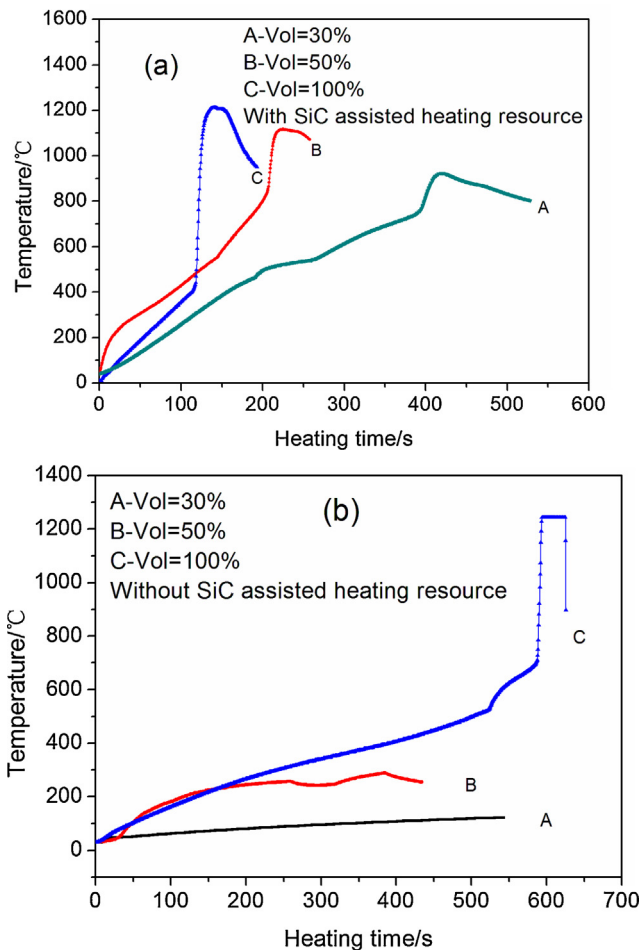 1600
1400
1200
1000
800
600
400
200
0
Temperature/℃
(a)
A-Vol=30%
B-Vol=50%
C-Vol=100%
With SiC assisted heating resource
C
B
A
0 100 200 300 400 500 600
Heating time/s
1400
1200
1000
800
600
400
200
0
Temperature/℃
A-Vol=30%
(b)
B-Vol=50%
C-Vol=100%
Without SiC assisted heating resource
C
B
A
0 100 200 300 400 500 600 700
Heating time/s